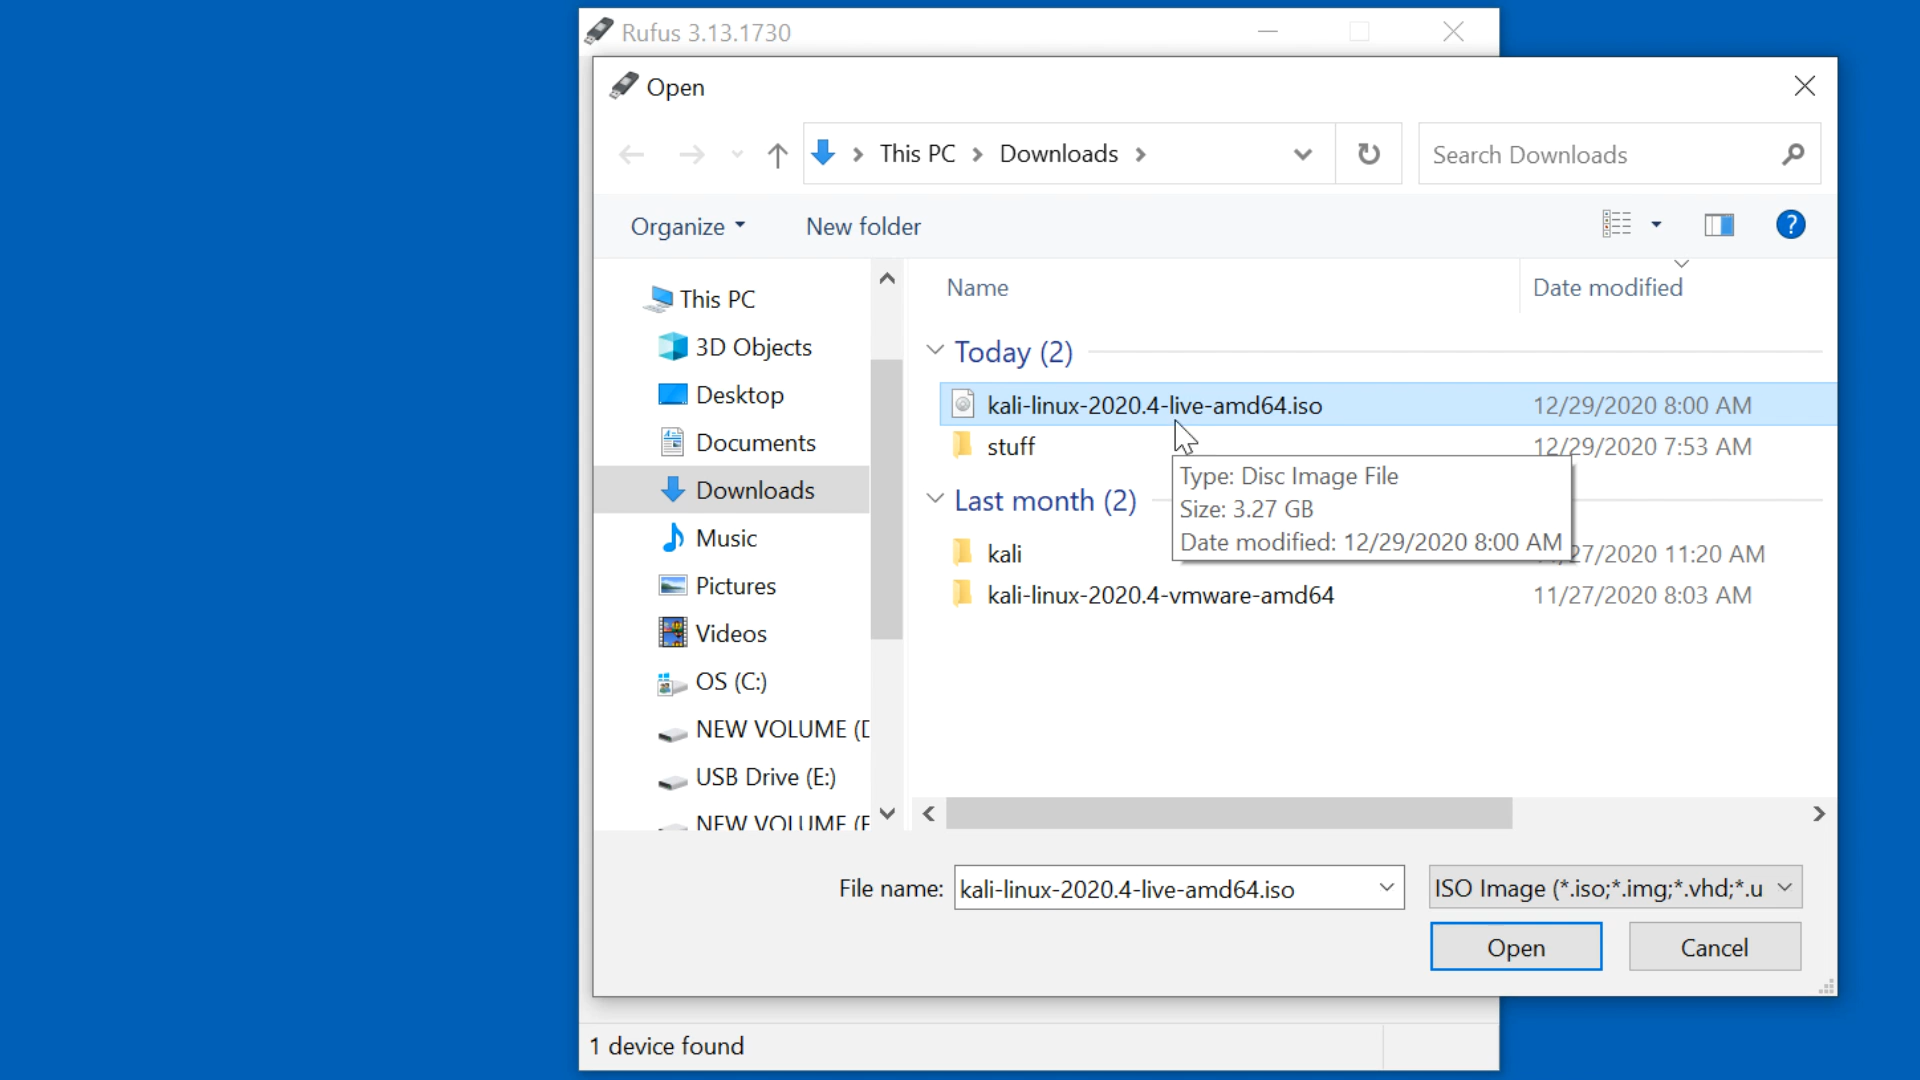 Rufus 3.13.1730
Open
This PC
Downloads
Search Downloads
Organize
New folder
?
This PC
3D Objects
Desktop
Documents
Downloads
Music
Pictures
Videos
OS (C:)
NEW VOLUME (D
USB Drive (E:)
NEW VOLUME (F
Name
Date modified
Today (2)
kali-linux-2020.4-live-amd64.iso 12/29/2020 8:00 AM
stuff 12/29/2020 7:53 AM
Type: Disc Image File
Size: 3.27 GB
Date modified: 12/29/2020 8:00 AM
Last month (2)
kali 27/2020 11:20 AM
kali-linux-2020.4-vmware-amd64 11/27/2020 8:03 AM
File name: kali-linux-2020.4-live-amd64.iso
ISO Image (*.iso;*.img;*.vhd;*.u
Open
Cancel
1 device found